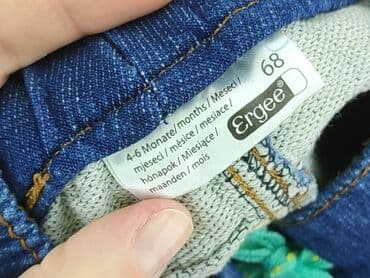 68
4-6 Monate / months / Meseci /
mjeseci / měsíce / mesiace /
hónapok / Miesiące /
maanden / mois
Ergee